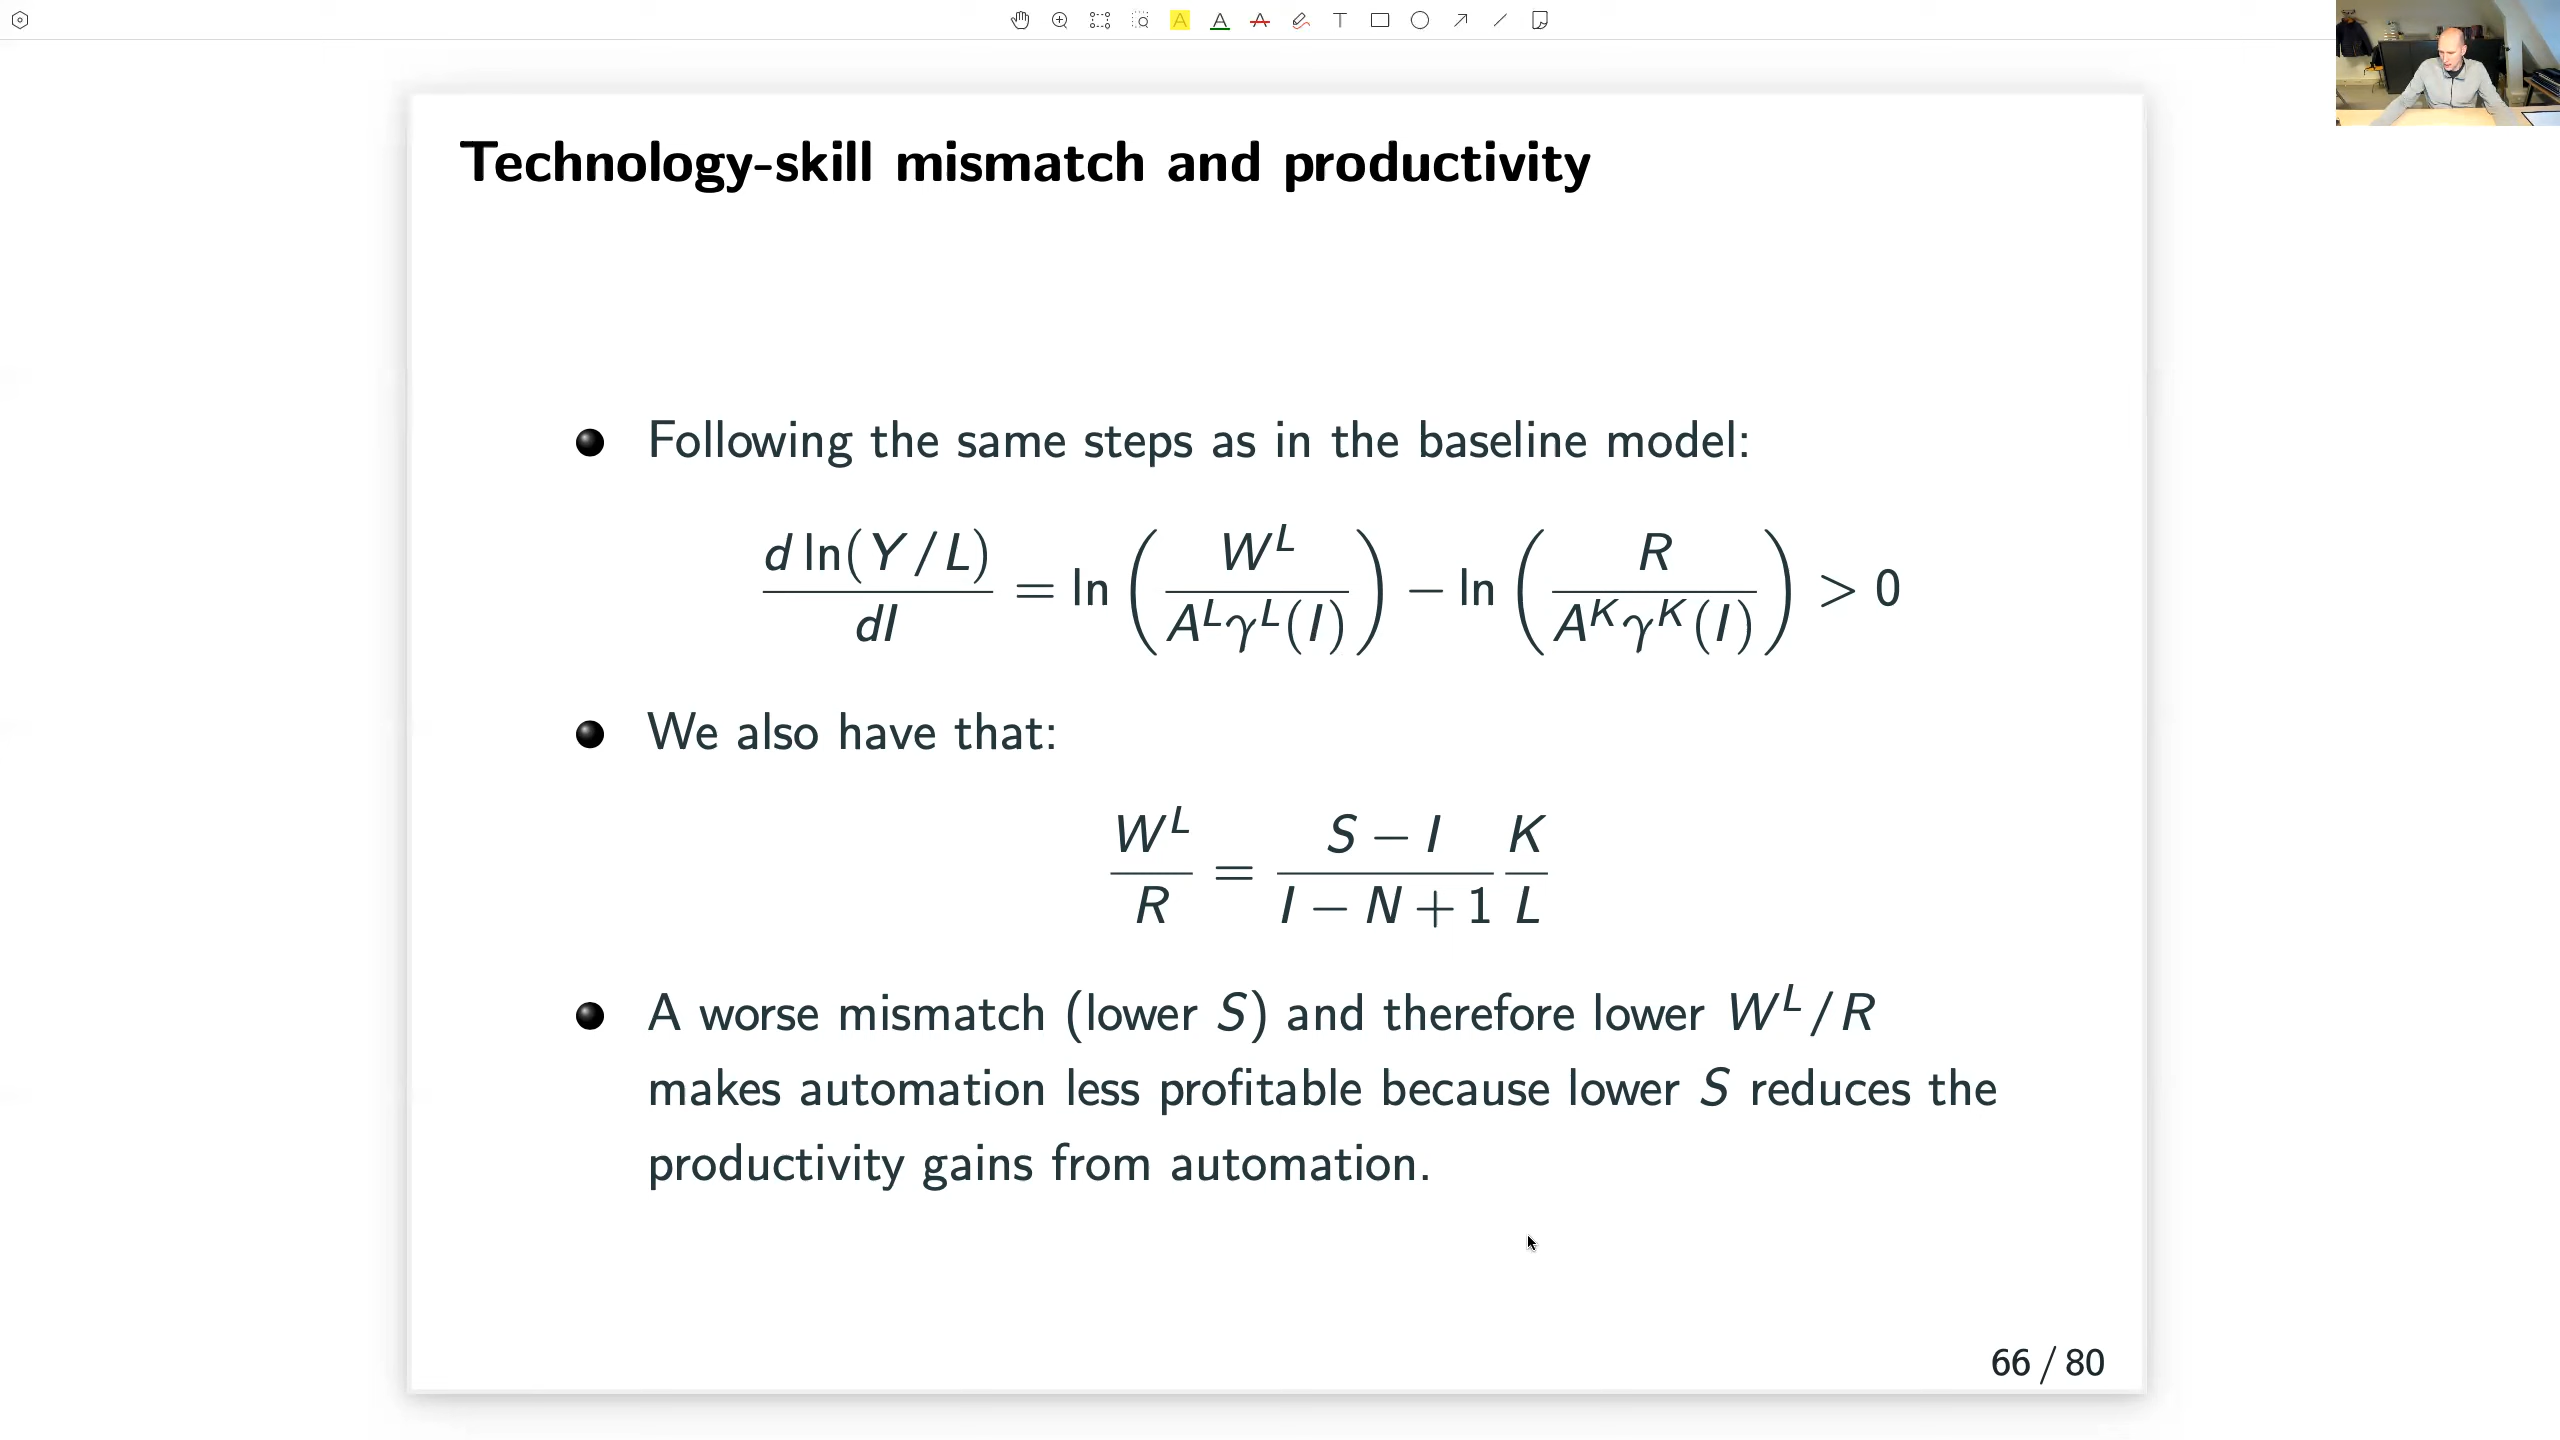 Technology-skill mismatch and productivity
Following the same steps as in the baseline model:
d ln(Y/L) / dI = ln( W^L / A^L γ^L(I) ) − ln( R / A^K γ^K(I) ) > 0
We also have that:
W^L / R = (S − I) / (I − N + 1) K / L
A worse mismatch (lower S) and therefore lower W^L/R
makes automation less profitable because lower S reduces the
productivity gains from automation.
66 / 80